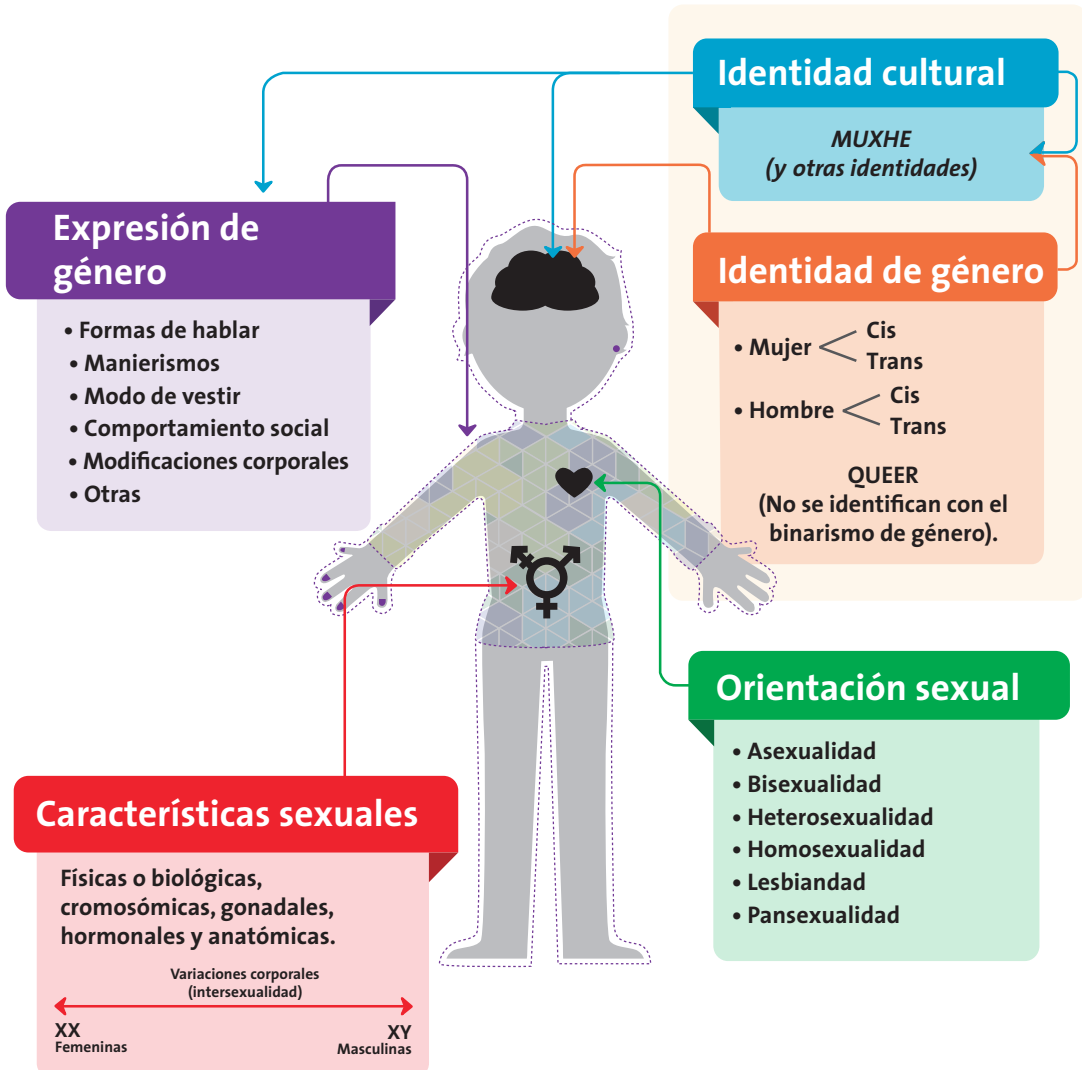 Identidad cultural
MUXHE
(y otras identidades)
Expresión de
género
• Formas de hablar
• Manierismos
• Modo de vestir
• Comportamiento social
• Modificaciones corporales
• Otras
Identidad de género
• Mujer
Cis
Trans
• Hombre
Cis
Trans
QUEER
(No se identifican con el
binarismo de género).
Orientación sexual
• Asexualidad
• Bisexualidad
• Heterosexualidad
• Homosexualidad
• Lesbiandad
• Pansexualidad
Características sexuales
Físicas o biológicas,
cromosómicas, gonadales,
hormonales y anatómicas.
Variaciones corporales
(intersexualidad)
XX
Femeninas
XY
Masculinas